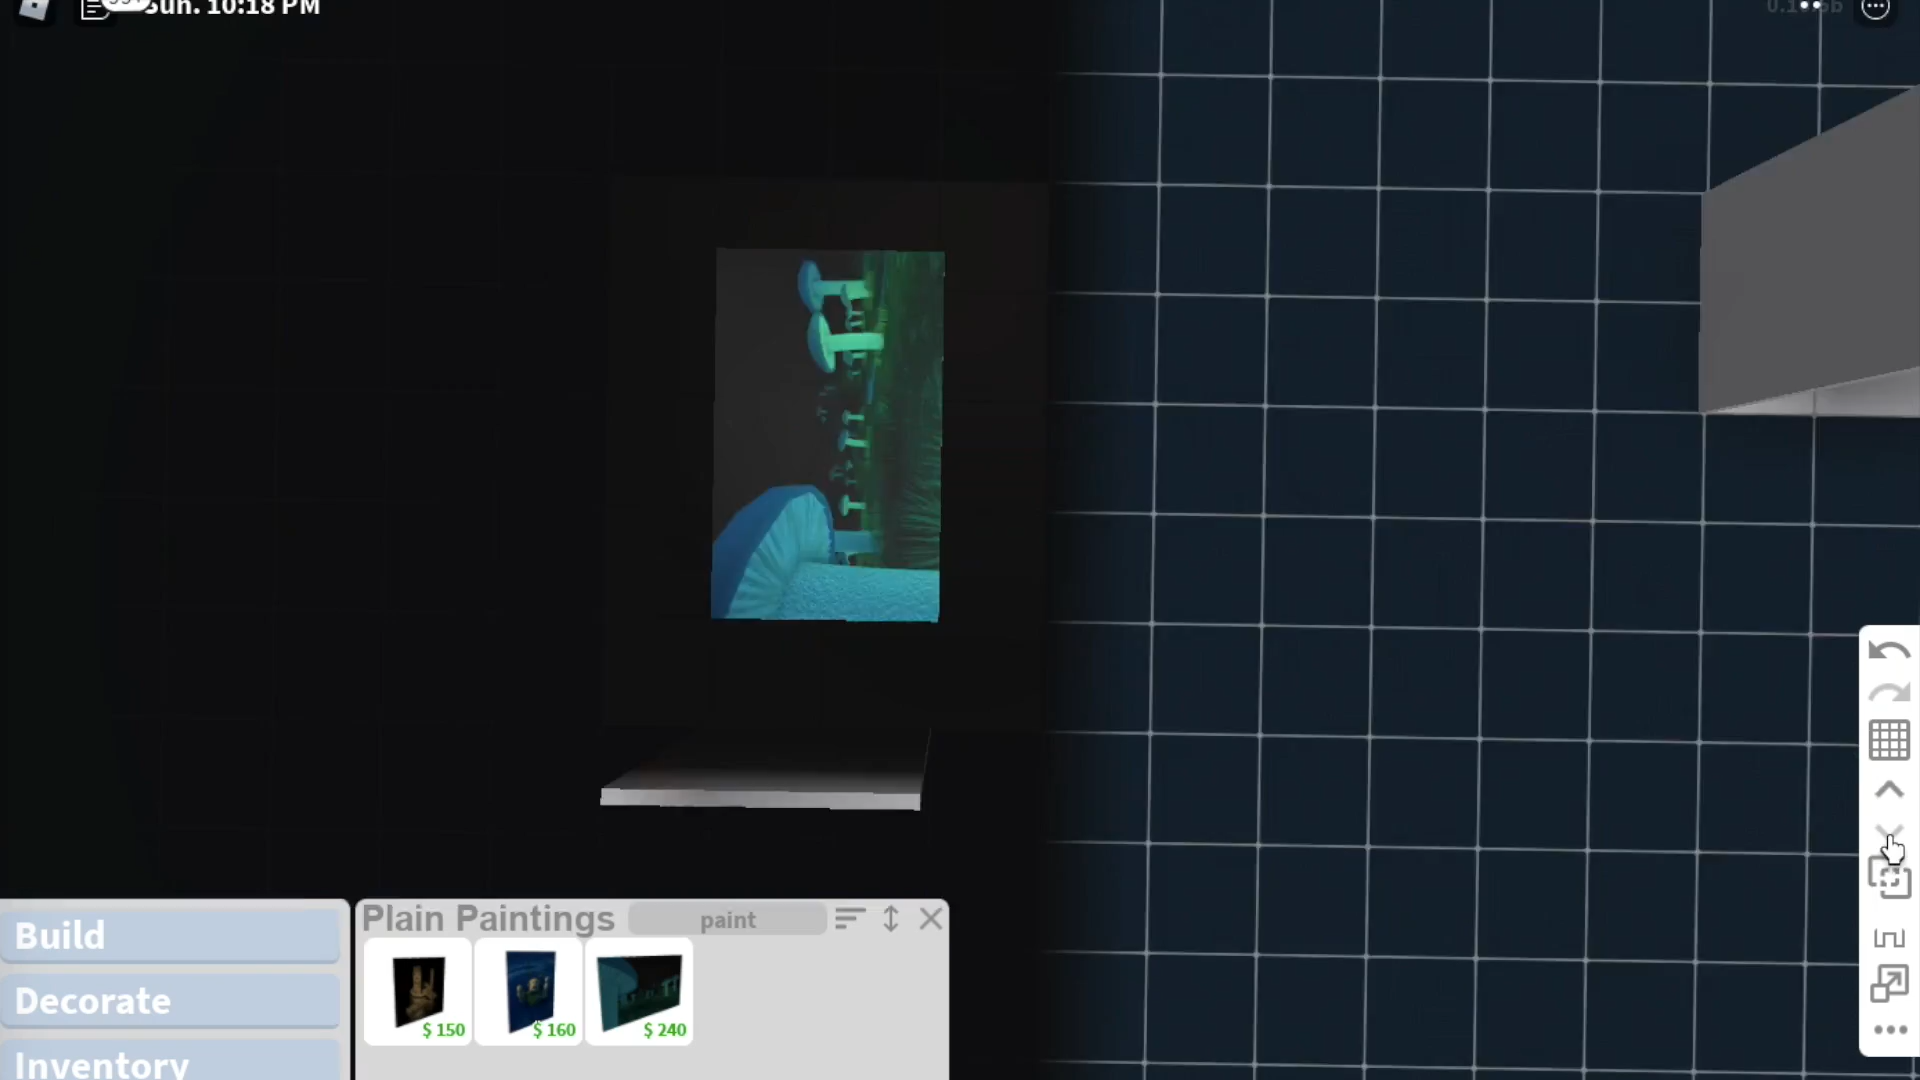 Sun. 10:18 PM
Plain Paintings
paint
Build
$ 150
$ 160
$ 240
Decorate
Inventory